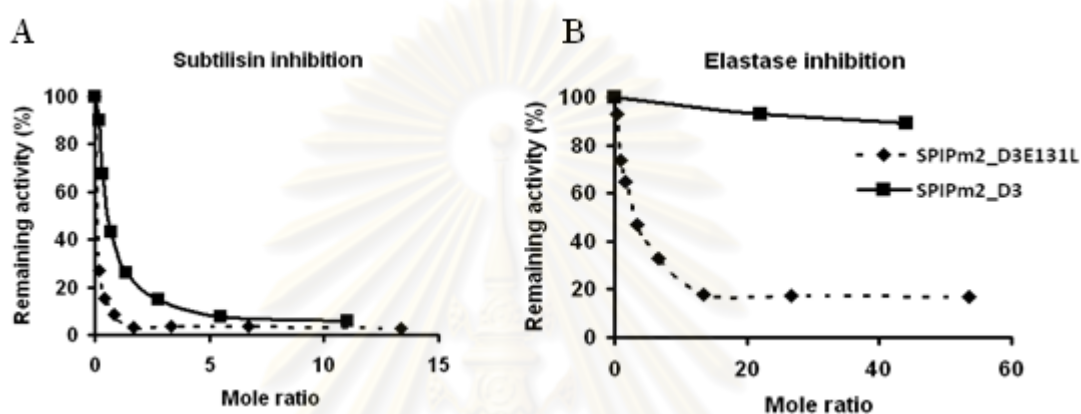 A
Subtilisin inhibition
100
80
60
40
20
0
Remaining activity (%)
0 5 10 15
Mole ratio
B
Elastase inhibition
100
80
60
40
20
0
Remaining activity (%)
0 20 40 60
Mole ratio
SPIPm2_D3E131L
SPIPm2_D3